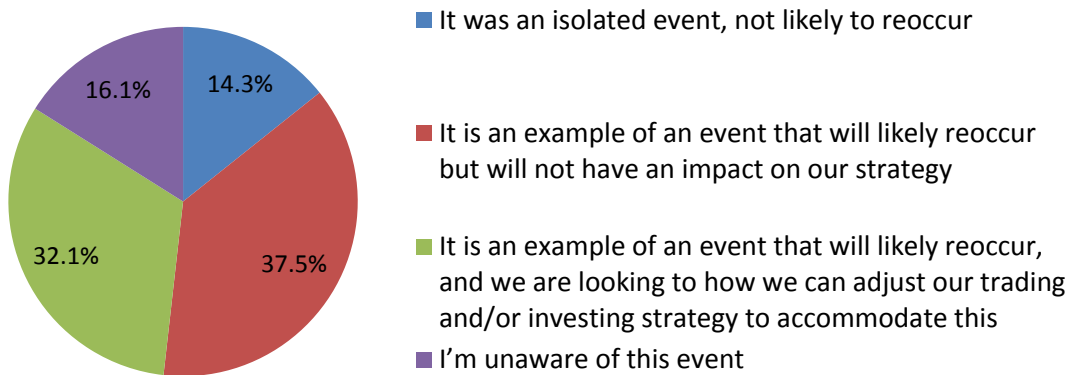 It was an isolated event, not likely to reoccur
16.1%
14.3%
It is an example of an event that will likely reoccur
but will not have an impact on our strategy
32.1%
37.5%
It is an example of an event that will likely reoccur,
and we are looking to how we can adjust our trading
and/or investing strategy to accommodate this
I'm unaware of this event